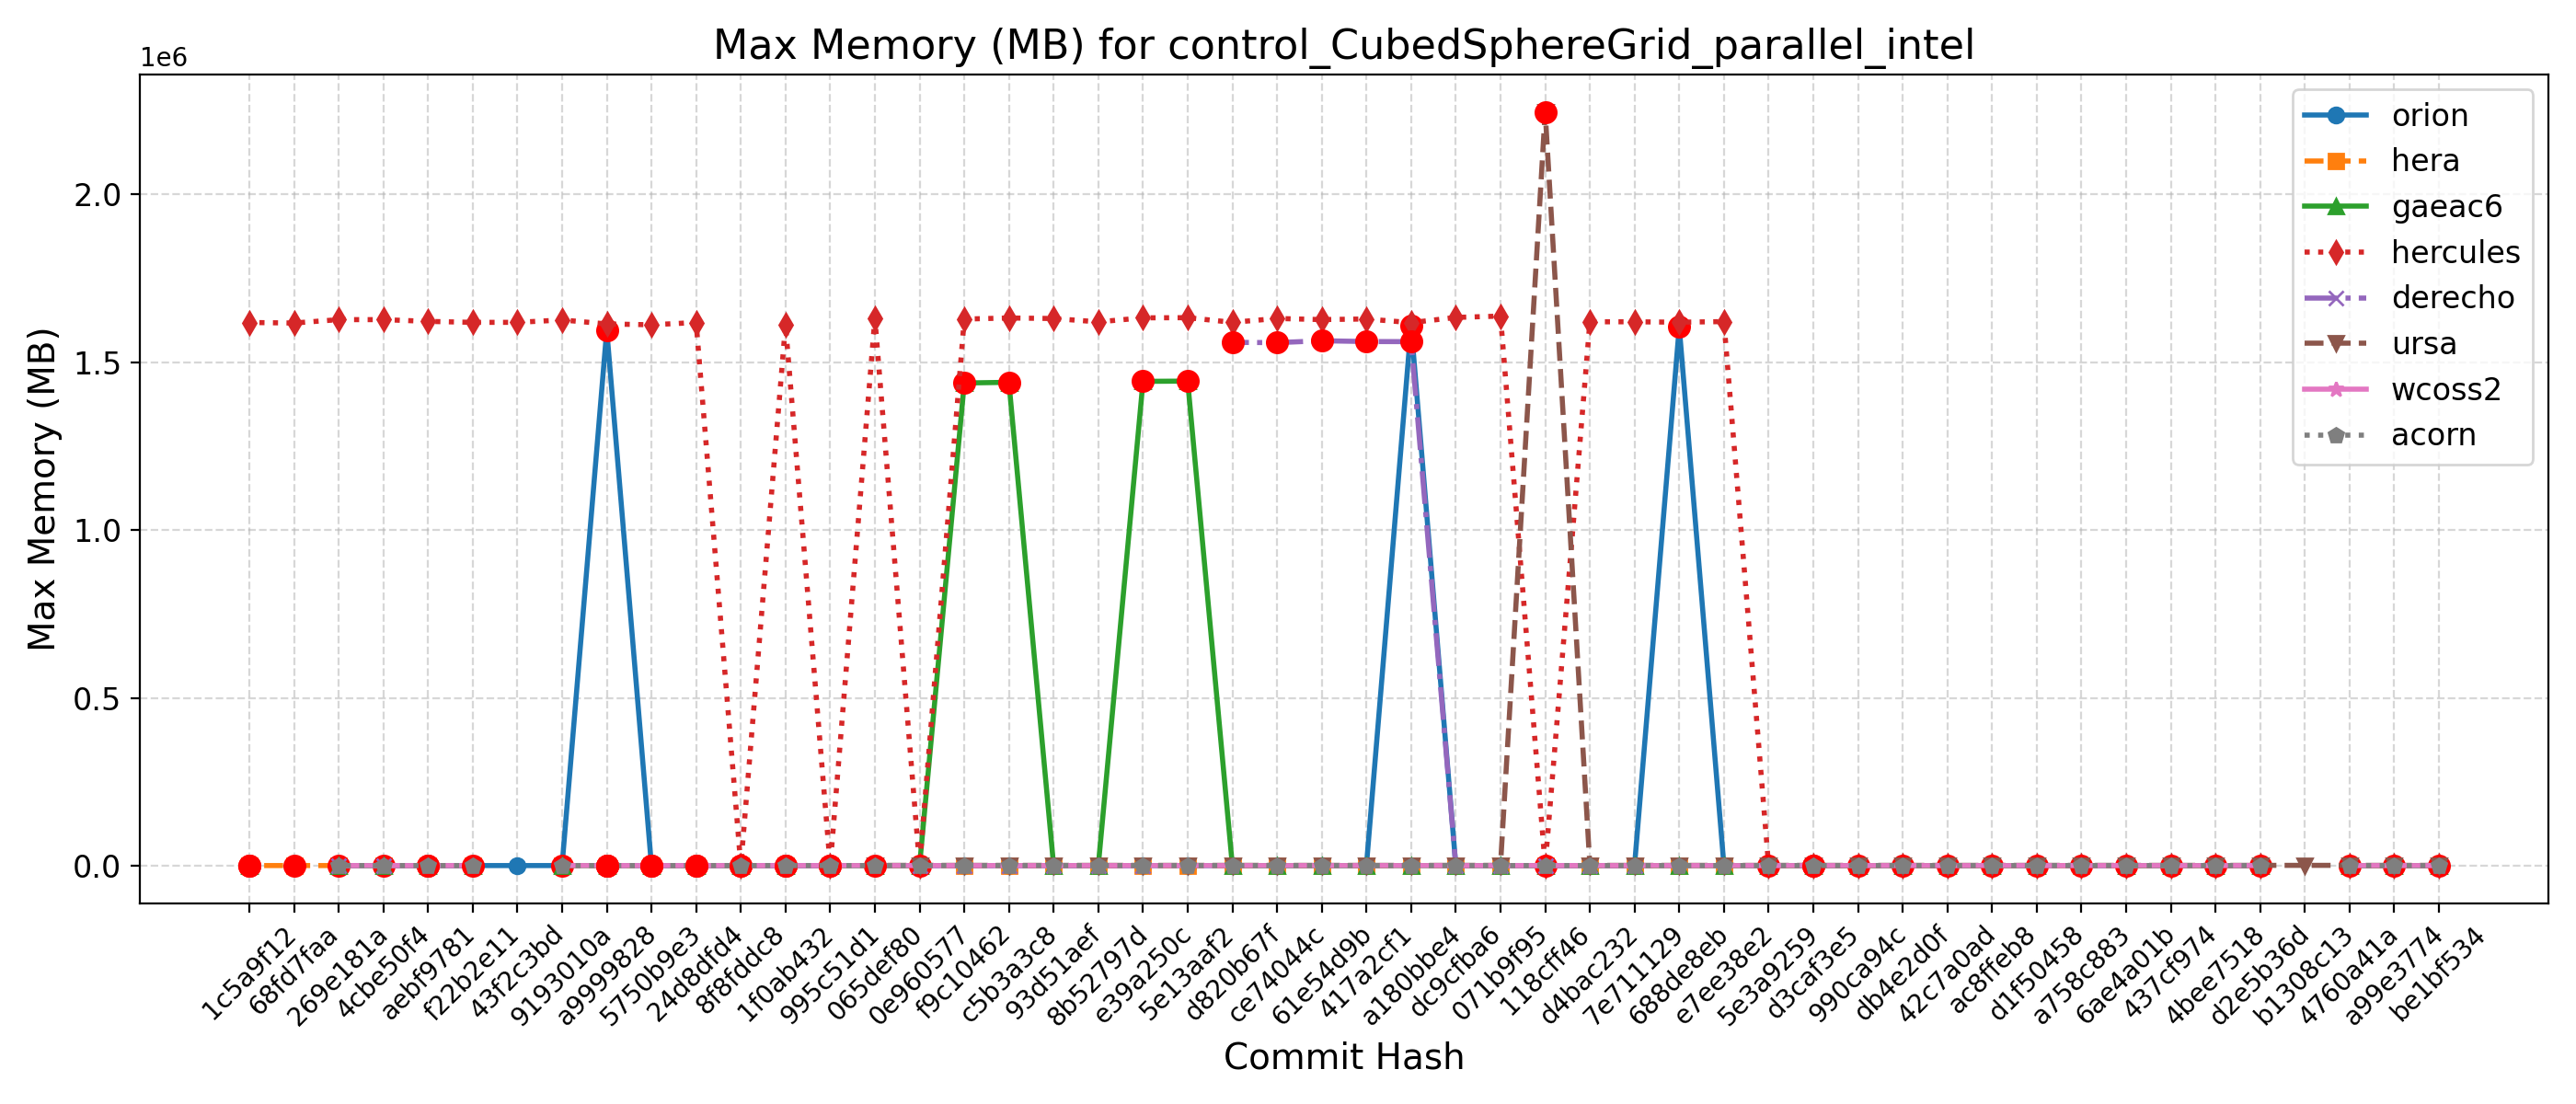 Max Memory (MB) for control_CubedSphereGrid_parallel_intel
1e6
Max Memory (MB)
2.0
1.5
1.0
0.5
0.0
orion
hera
gaeac6
hercules
derecho
ursa
wcoss2
acorn
1c5a9f12
68fd7faa
269e181a
4cbe50f4
aebf9781
f22b2e11
43f2c3bd
9193010a
a9999828
5750b9e3
24d8dfd4
8f8fddc8
1f0ab432
995c51d1
065def80
0e960577
f9c10462
c5b3a3c8
93d51aef
8b52797d
e39a250c
5e13aaf2
d820b67f
ce74044c
61e54d9b
417a2cf1
a180bbe4
dc9cfba6
071b9f95
118cff46
d4bac232
7e711129
688de8eb
e7ee38e2
5e3a9259
d3caf3e5
990ca94c
db4e2d0f
42c7a0ad
ac8ffeb8
d1f50458
a758c883
6ae4a01b
437cf974
4bee7518
d2e5b36d
b1308c13
4760a41a
a99e3774
be1bf534
Commit Hash